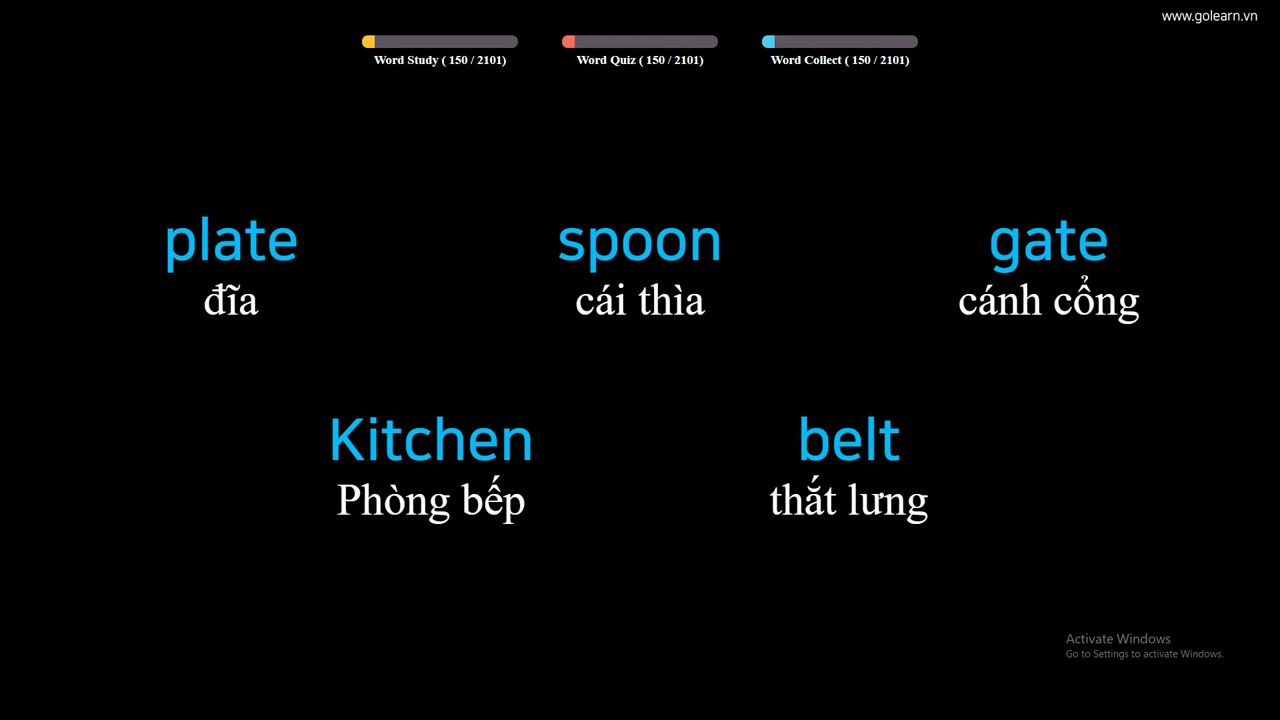 www.golearn.vn
Word Study ( 150 / 2101)
Word Quiz ( 150 / 2101)
Word Collect ( 150 / 2101)
plate
đĩa
spoon
cái thìa
gate
cánh cổng
Kitchen
Phòng bếp
belt
thắt lưng
Activate Windows
Go to Settings to activate Windows.